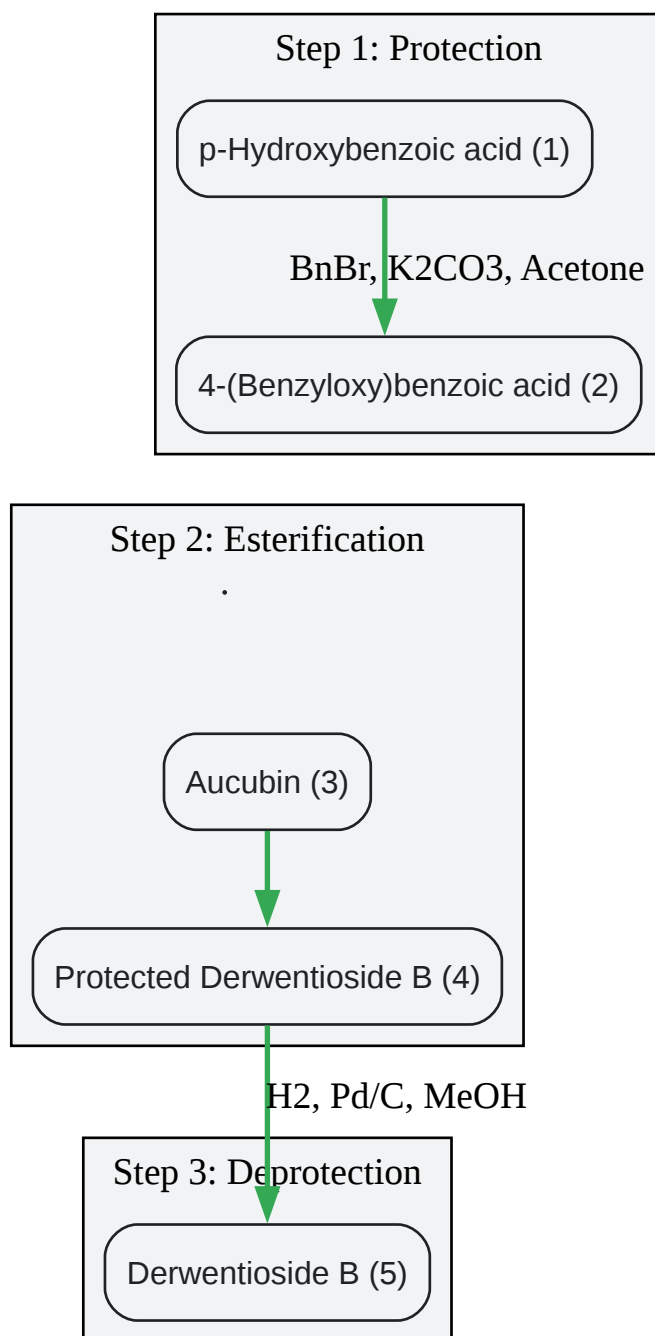 Step 1: Protection
p-Hydroxybenzoic acid (1)
BnBr, K2CO3, Acetone
4-(Benzyloxy)benzoic acid (2)
Step 2: Esterification
.
Aucubin (3)
Protected Derwentioside B (4)
H2, Pd/C, MeOH
Step 3: Deprotection
Derwentioside B (5)